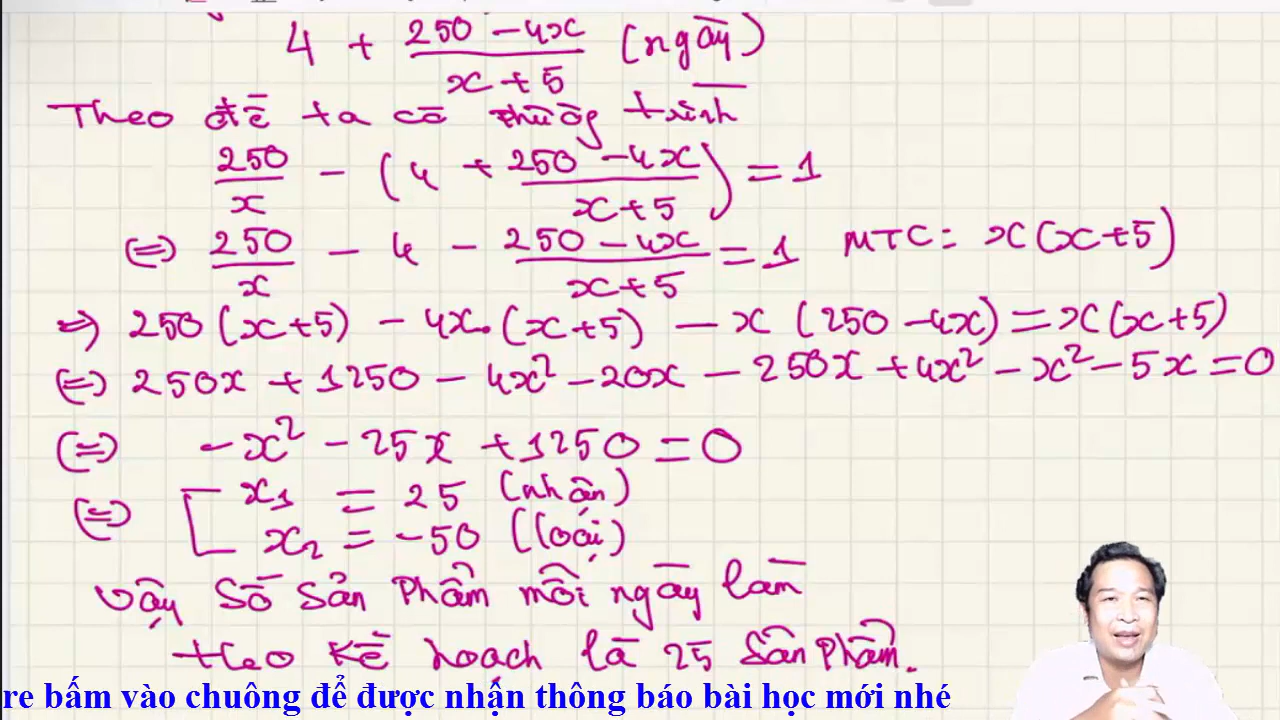 4 + (250 - 4x)/(x + 5) (ngày)
Theo đề ta có phương trình
250/x - (4 + (250 - 4x)/(x + 5)) = 1
(=) 250/x - 4 - (250 - 4x)/(x + 5) = 1 MTC: x(x+5)
=) 250(x+5) - 4x.(x+5) - x(250 - 4x) = x(x+5)
(=) 250x + 1250 - 4x² - 20x - 250x + 4x² - x² - 5x = 0
(=) -x² - 25x + 1250 = 0
(=) [ x₁ = 25 (nhận)
x₂ = -50 (loại)
Vậy số sản phẩm mỗi ngày làm
theo kế hoạch là 25 sản phẩm.
re bấm vào chuông để được nhận thông báo bài học mới nhé